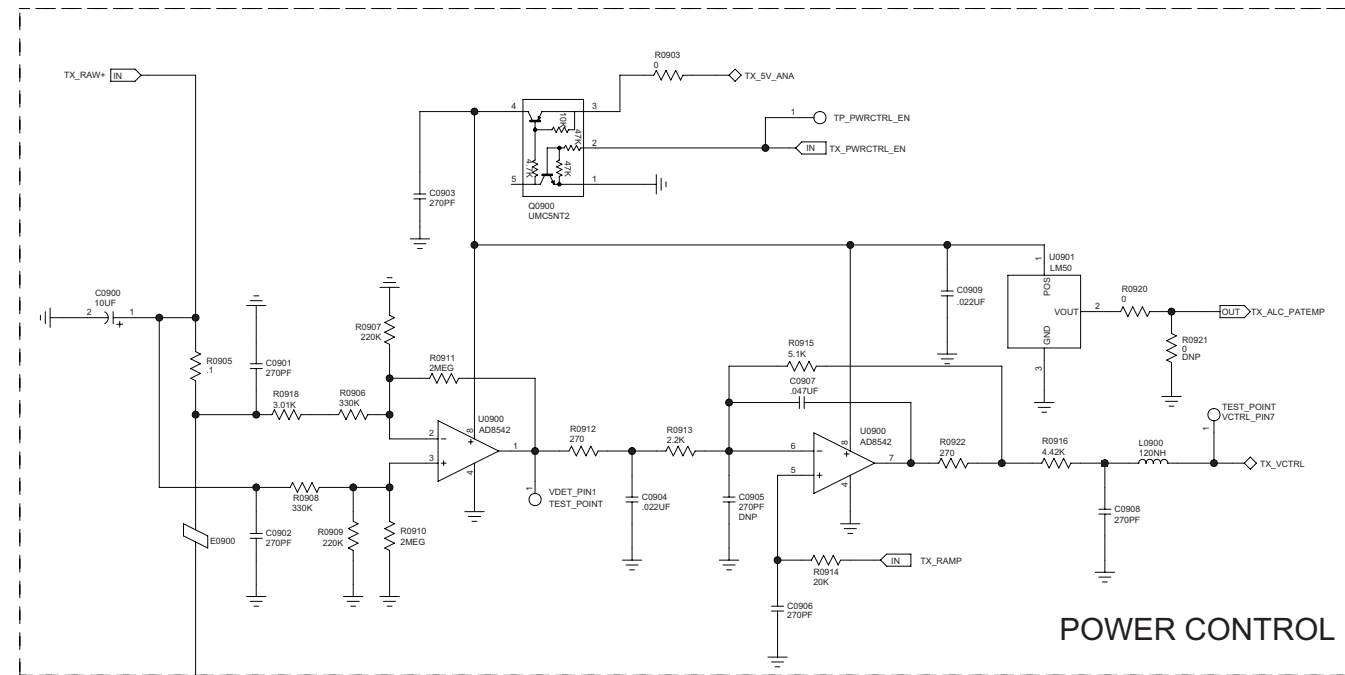 R0903
0
TX_RAW+ IN
TX_5V_ANA
4
3
10K
47K
2
1
TP_PWRCTRL_EN
IN TX_PWRCTRL_EN
4.7K
47K
5
1
C0903
270PF
Q0900
UMC5NT2
C0900
10UF
2
1
+
R0905
.1
C0901
270PF
R0907
220K
R0911
2MEG
R0918
3.01K
R0906
330K
2
3
−
+
8
+
4
−
1
U0900
AD8542
R0908
330K
C0902
270PF
R0909
220K
R0910
2MEG
E0900
1
VDET_PIN1
TEST_POINT
R0912
270
R0913
2.2K
C0904
.022UF
C0905
270PF
DNP
R0915
5.1K
C0907
.047UF
6
5
−
+
8
+
4
−
7
U0900
AD8542
R0914
20K
IN TX_RAMP
C0906
270PF
C0909
.022UF
U0901
LM50
1
POS
VOUT
GND
2
3
R0920
0
OUT TX_ALC_PATEMP
R0921
0
DNP
R0922
270
R0916
4.42K
L0900
120NH
C0908
270PF
TEST_POINT
VCTRL_PIN7
1
TX_VCTRL
POWER CONTROL